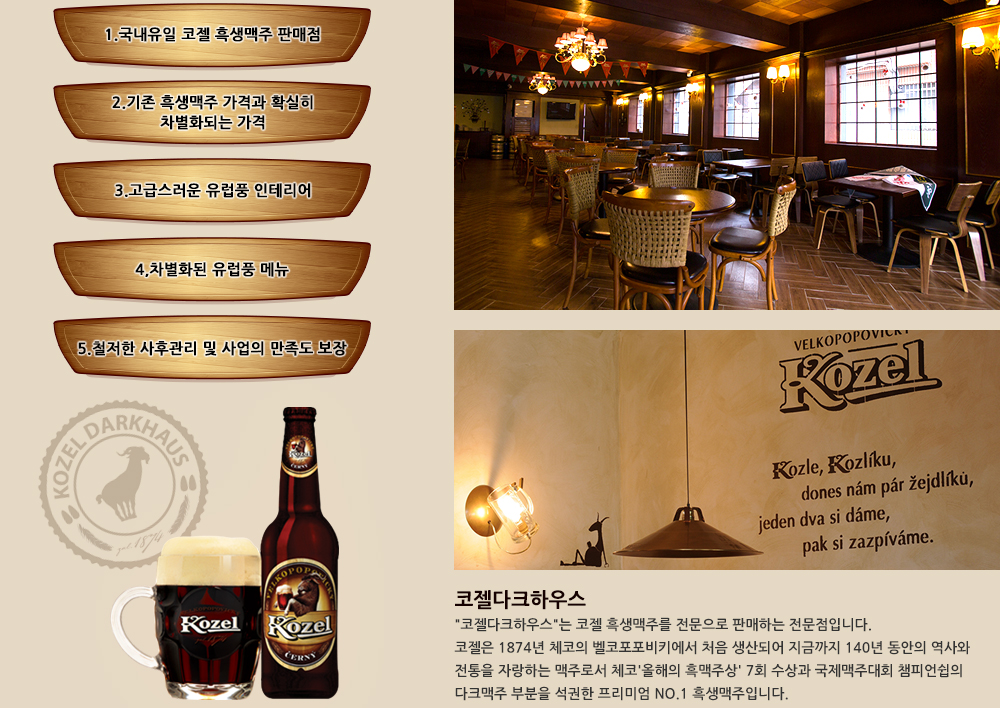 1.국내유일 코젤 흑생맥주 판매점
2.기존 흑생맥주 가격과 확실히
차별화되는 가격
3.고급스러운 유럽풍 인테리어
4,차별화된 유럽풍 메뉴
5.철저한 사후관리 및 사업의 만족도 보장
KOZEL DARKHAUS
1874
ČERNÝ
VELKOPOPOVICKÝ
Kozel
ČERNÝ
Kozel
VELKOPOPOVICKÝ
Kozel
Kozle, Kozlíku,
dones nám pár žejdlíků,
jeden dva si dáme,
pak si zazpíváme.
코젤다크하우스
"코젤다크하우스"는 코젤 흑생맥주를 전문으로 판매하는 전문점입니다.
코젤은 1874년 체코의 벨코포포비키에서 처음 생산되어 지금까지 140년 동안의 역사와
전통을 자랑하는 맥주로서 체코'올해의 흑맥주상' 7회 수상과 국제맥주대회 챔피언쉽의
다크맥주 부분을 석권한 프리미엄 NO.1 흑생맥주입니다.